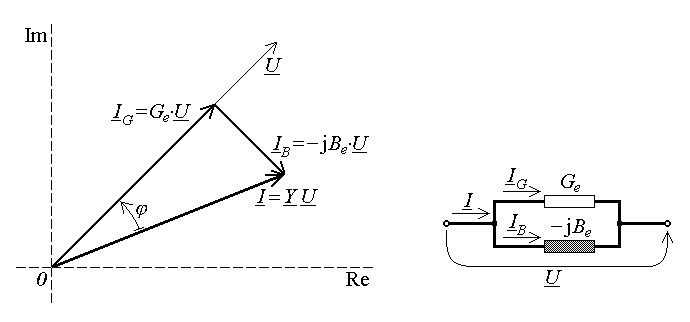 Im
U
I_G=G_e·U
I_B=−jB_e·U
I=Y U
φ
0
Re
I_G
G_e
I
I_B
−jB_e
U